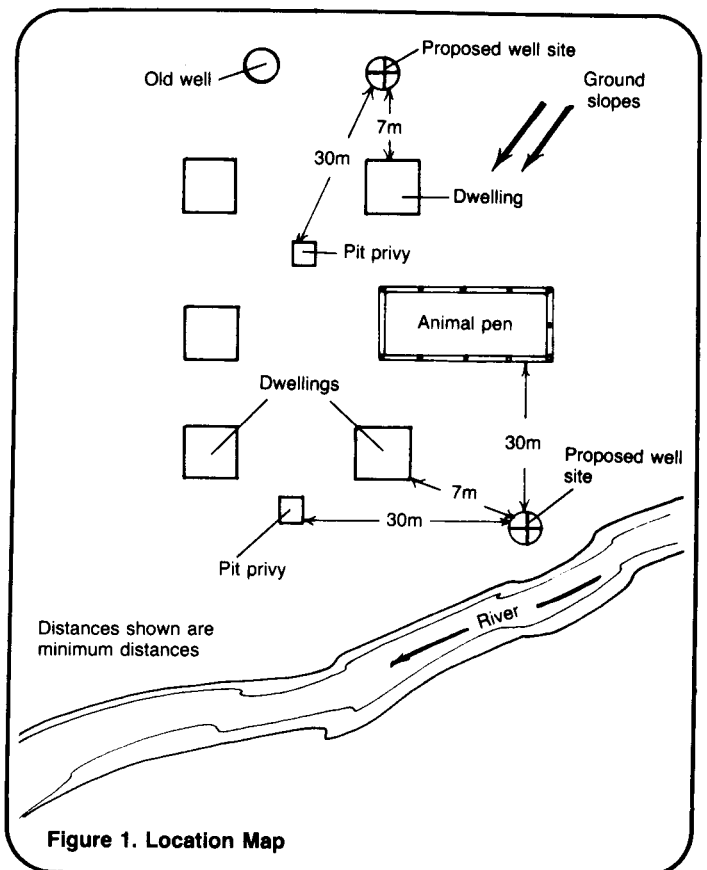 Proposed well site
Old well
Ground
slopes
7m
30m
Dwelling
Pit privy
Animal pen
Dwellings
30m
Proposed well
site
7m
30m
Pit privy
River
Distances shown are
minimum distances
Figure 1. Location Map